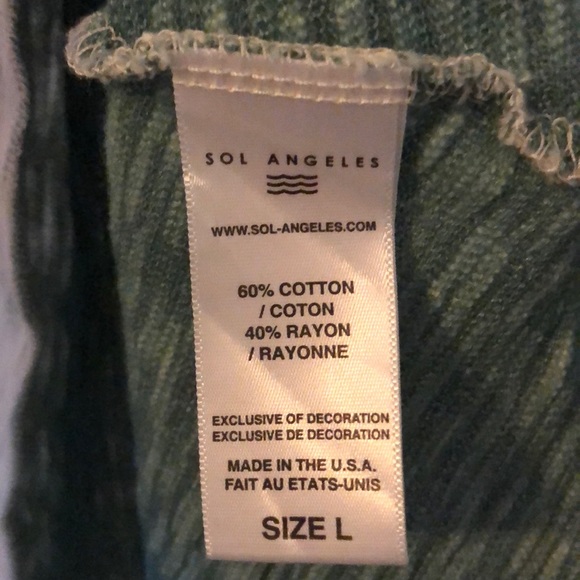 SOL ANGELES
WWW.SOL-ANGELES.COM
60% COTTON
/ COTON
40% RAYON
/ RAYONNE
EXCLUSIVE OF DECORATION
EXCLUSIVE DE DECORATION
MADE IN THE U.S.A.
FAIT AU ETATS-UNIS
SIZE L